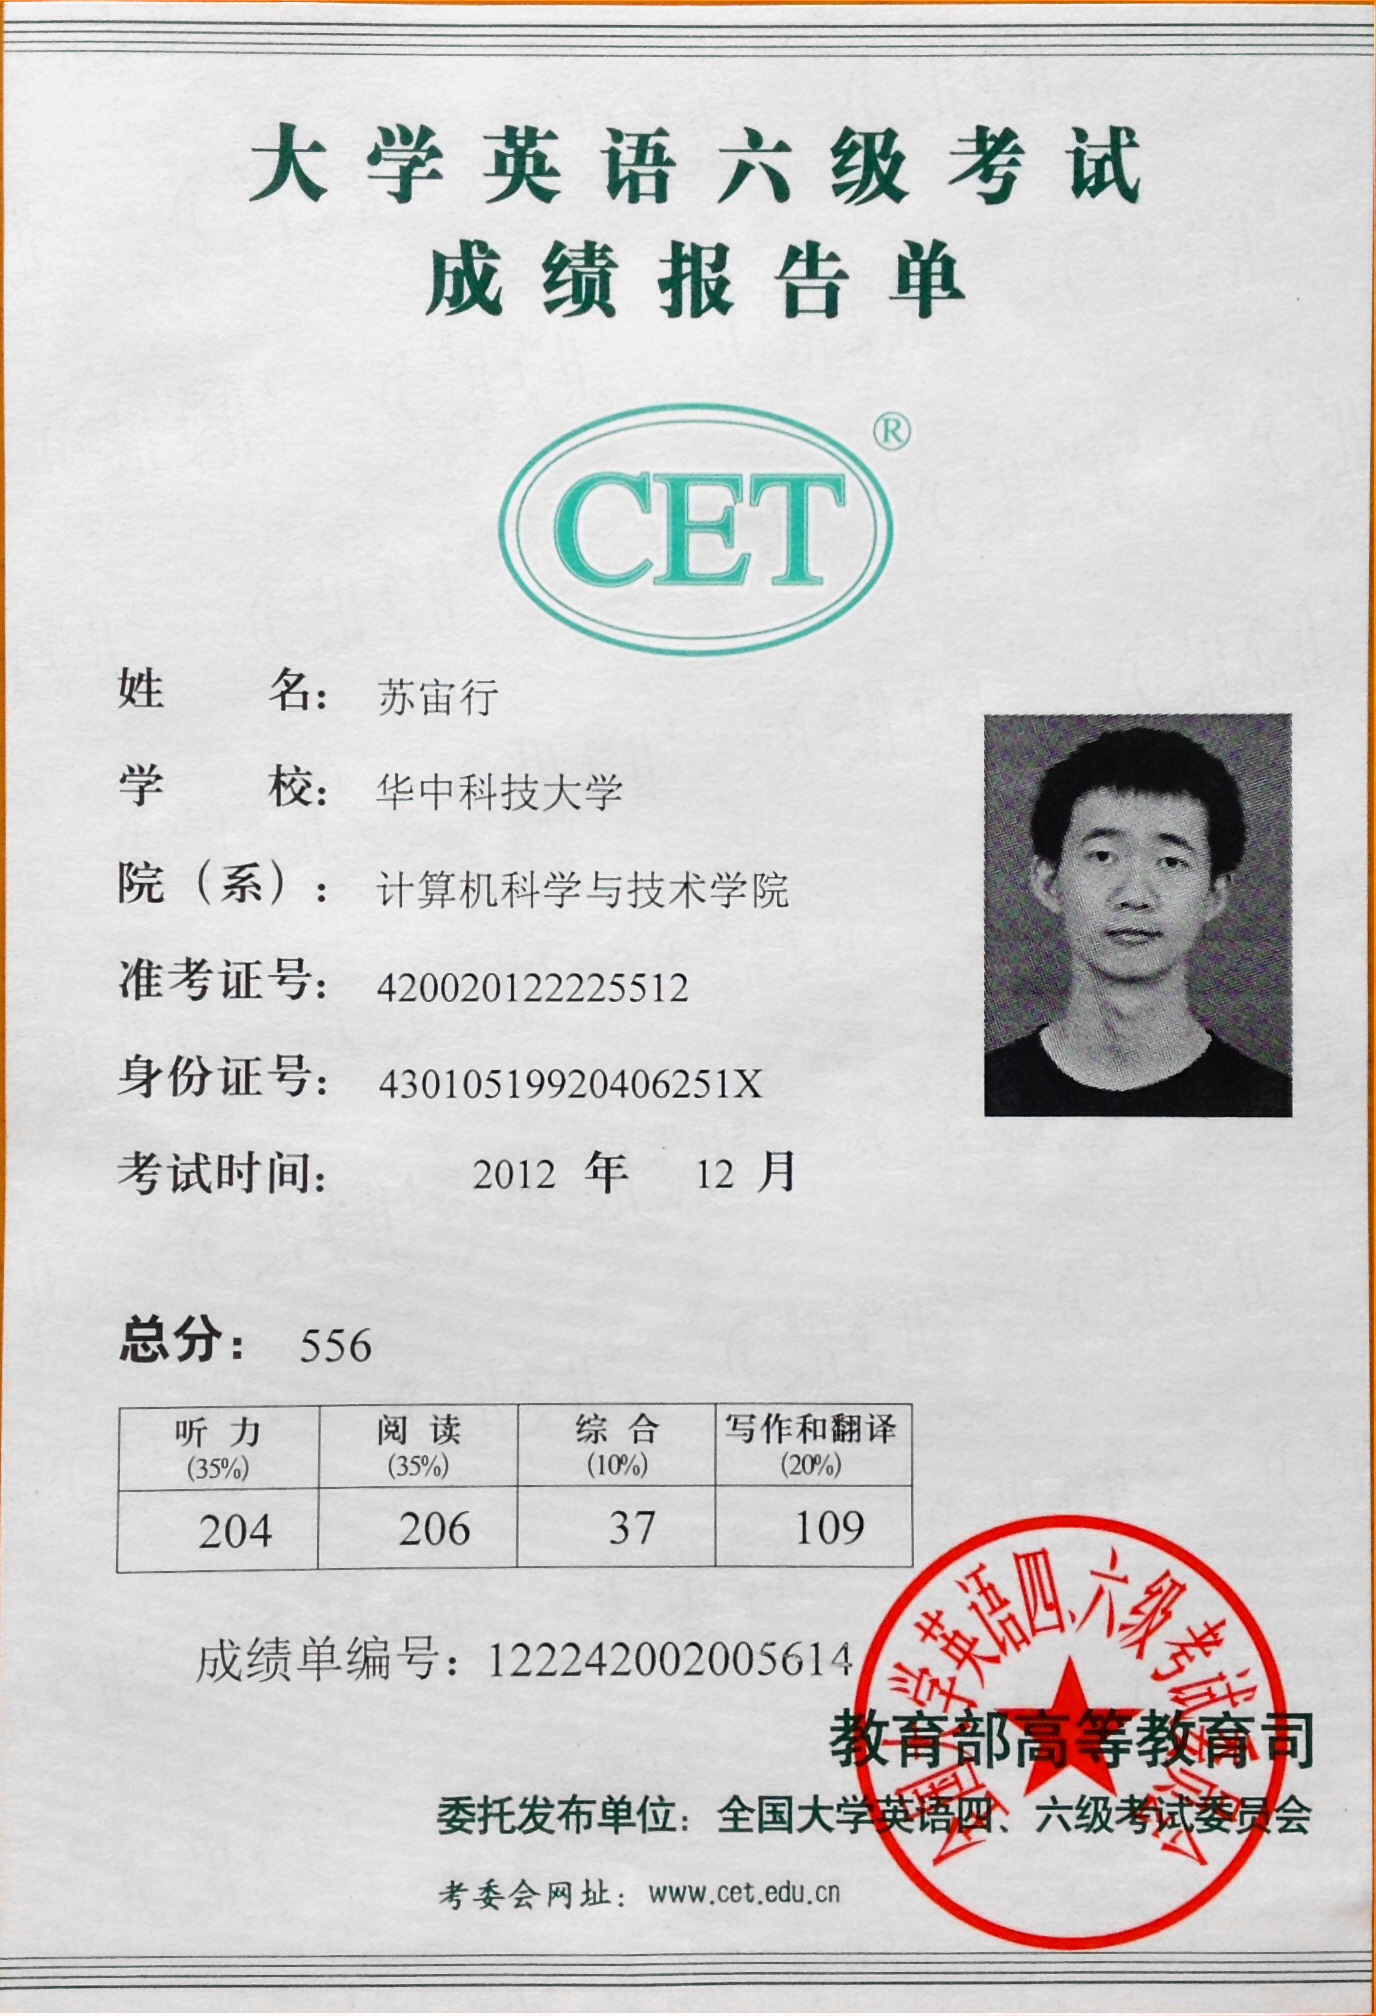 大学英语六级考试
成绩报告单
CET®
姓 名： 苏宙行
学 校： 华中科技大学
院（系）： 计算机科学与技术学院
准考证号： 420020122225512
身份证号： 43010519920406251X
考试时间： 2012 年 12 月
总分： 556
听力 阅读 综合 写作和翻译
(35%) (35%) (10%) (20%)
204 206 37 109
成绩单编号：122242002005614
教育部高等教育司
委托发布单位：全国大学英语四、六级考试委员会
考委会网址：www.cet.edu.cn
全国大学英语四、六级考试委员会